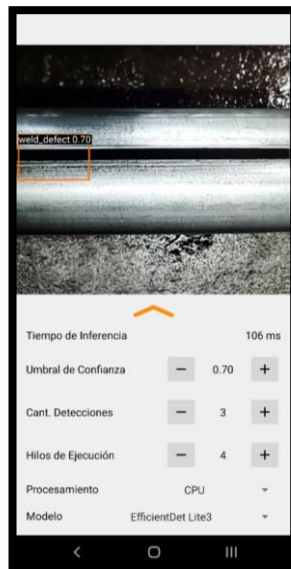 weld_defect 0.70
Tiempo de Inferencia 106 ms
Umbral de Confianza − 0.70 +
Cant. Detecciones − 3 +
Hilos de Ejecución − 4 +
Procesamiento CPU
Modelo EfficientDet Lite3